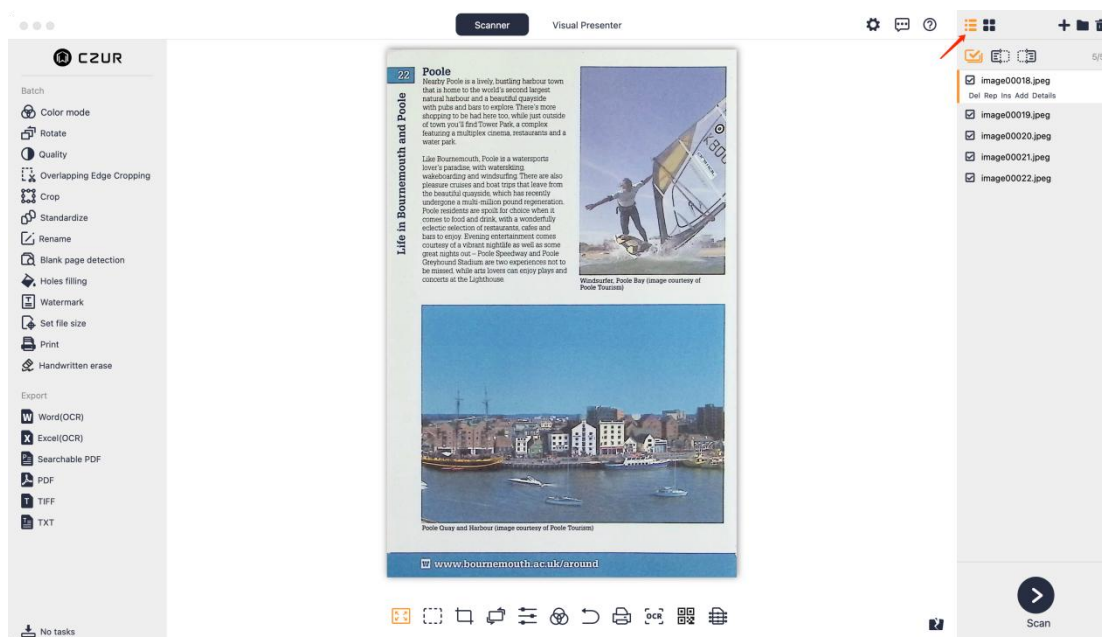 Scanner
Visual Presenter
CZUR
Batch
Color mode
Rotate
Quality
Overlapping Edge Cropping
Crop
Standardize
Rename
Blank page detection
Holes filling
Watermark
Set file size
Print
Handwritten erase
Export
Word(OCR)
Excel(OCR)
Searchable PDF
PDF
TIFF
TXT
No tasks
22
Life in Bournemouth and Poole
Poole
Nearby Poole is a lively, bustling harbour town
that is home to the world's second largest
natural harbour and a beautiful quayside
with pubs and bars to explore. There's more
shopping to be had here too, while just outside
of town you'll find Tower Park, a complex
featuring a multiplex cinema, restaurants and a
water park.
Like Bournemouth, Poole is a watersports
lover's paradise, with waterskiing,
wakeboarding and windsurfing. There are also
pleasure cruises and boat trips that leave from
the beautiful quayside, which has recently
undergone a multi-million pound regeneration.
Poole residents are spoilt for choice when it
comes to food and drink, with a wonderfully
eclectic selection of restaurants, cafes and
bars to enjoy. Evening entertainment comes
courtesy of a vibrant nightlife as well as some
great nights out – Poole Speedway and Poole
Greyhound Stadium are two experiences not to
be missed, while arts lovers can enjoy plays and
concerts at the Lighthouse.
Windsurfer, Poole Bay (image courtesy of
Poole Tourism)
Poole Quay and Harbour (image courtesy of Poole Tourism)
www.bournemouth.ac.uk/around
OCR
image00018.jpeg
Del Rep Ins Add Details
image00019.jpeg
image00020.jpeg
image00021.jpeg
image00022.jpeg
Scan